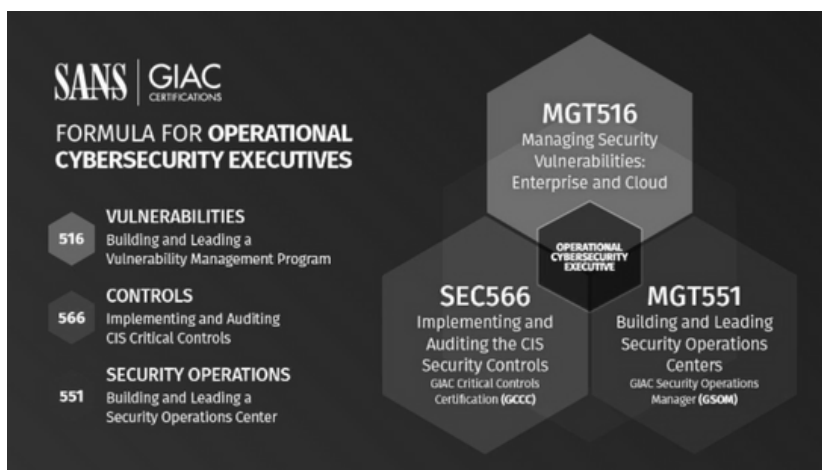 SANS GIAC
CERTIFICATIONS
FORMULA FOR OPERATIONAL
CYBERSECURITY EXECUTIVES
516
VULNERABILITIES
Building and Leading a
Vulnerability Management Program
566
CONTROLS
Implementing and Auditing
CIS Critical Controls
551
SECURITY OPERATIONS
Building and Leading a
Security Operations Center
MGT516
Managing Security
Vulnerabilities:
Enterprise and Cloud
OPERATIONAL
CYBERSECURITY
EXECUTIVE
SEC566
Implementing and
Auditing the CIS
Security Controls
GIAC Critical Controls
Certification (GCCC)
MGT551
Building and Leading
Security Operations
Centers
GIAC Security Operations
Manager (GSOM)